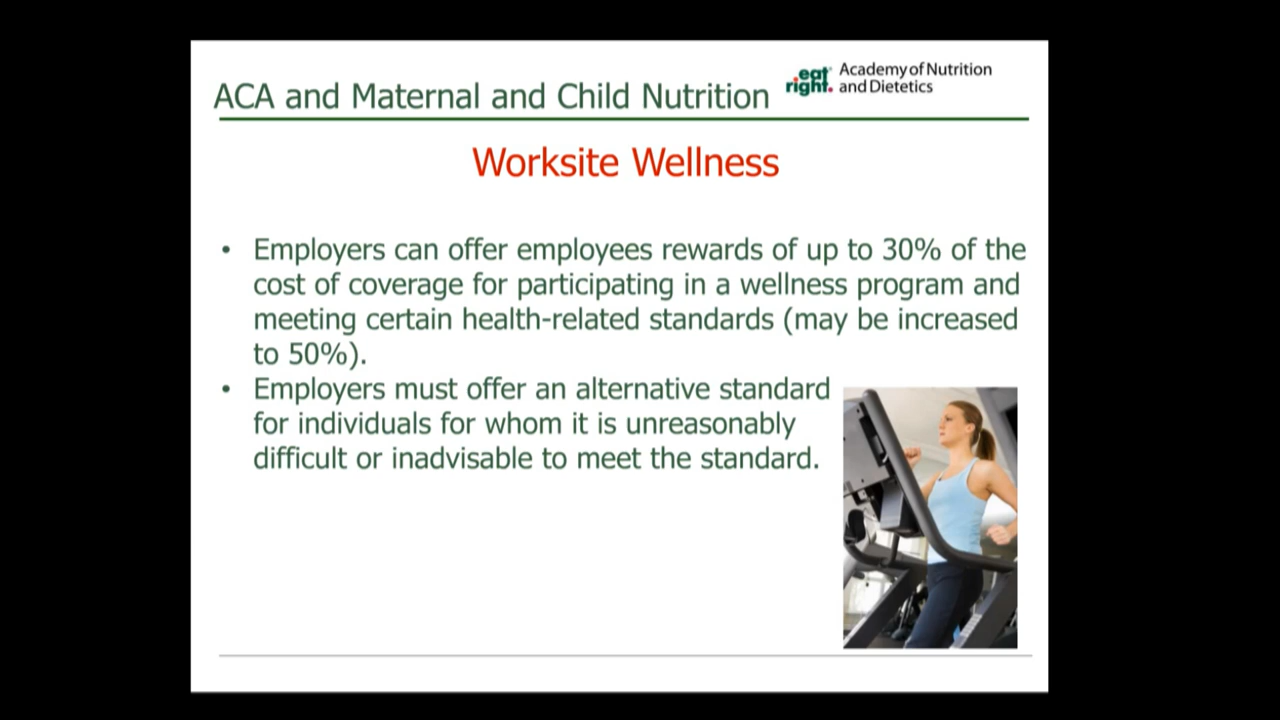 ACA and Maternal and Child Nutrition
eat right.
Academy of Nutrition
and Dietetics
Worksite Wellness
• Employers can offer employees rewards of up to 30% of the
cost of coverage for participating in a wellness program and
meeting certain health-related standards (may be increased
to 50%).
• Employers must offer an alternative standard
for individuals for whom it is unreasonably
difficult or inadvisable to meet the standard.